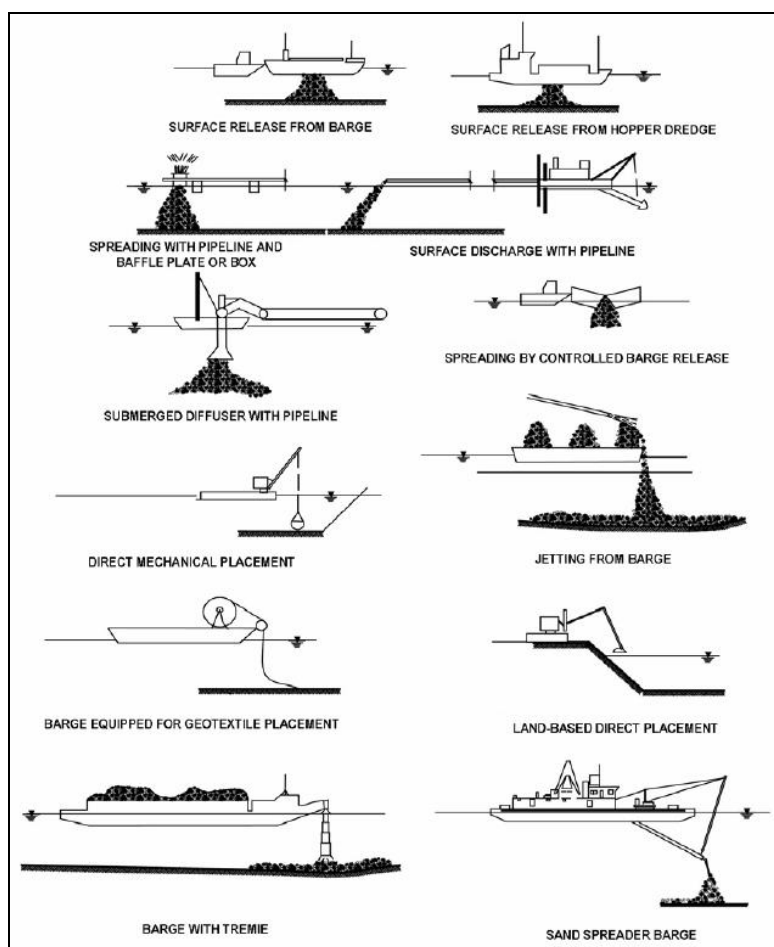 SURFACE RELEASE FROM BARGE
SURFACE RELEASE FROM HOPPER DREDGE
SPREADING WITH PIPELINE AND
BAFFLE PLATE OR BOX
SURFACE DISCHARGE WITH PIPELINE
SUBMERGED DIFFUSER WITH PIPELINE
SPREADING BY CONTROLLED BARGE RELEASE
DIRECT MECHANICAL PLACEMENT
JETTING FROM BARGE
BARGE EQUIPPED FOR GEOTEXTILE PLACEMENT
LAND-BASED DIRECT PLACEMENT
BARGE WITH TREMIE
SAND SPREADER BARGE